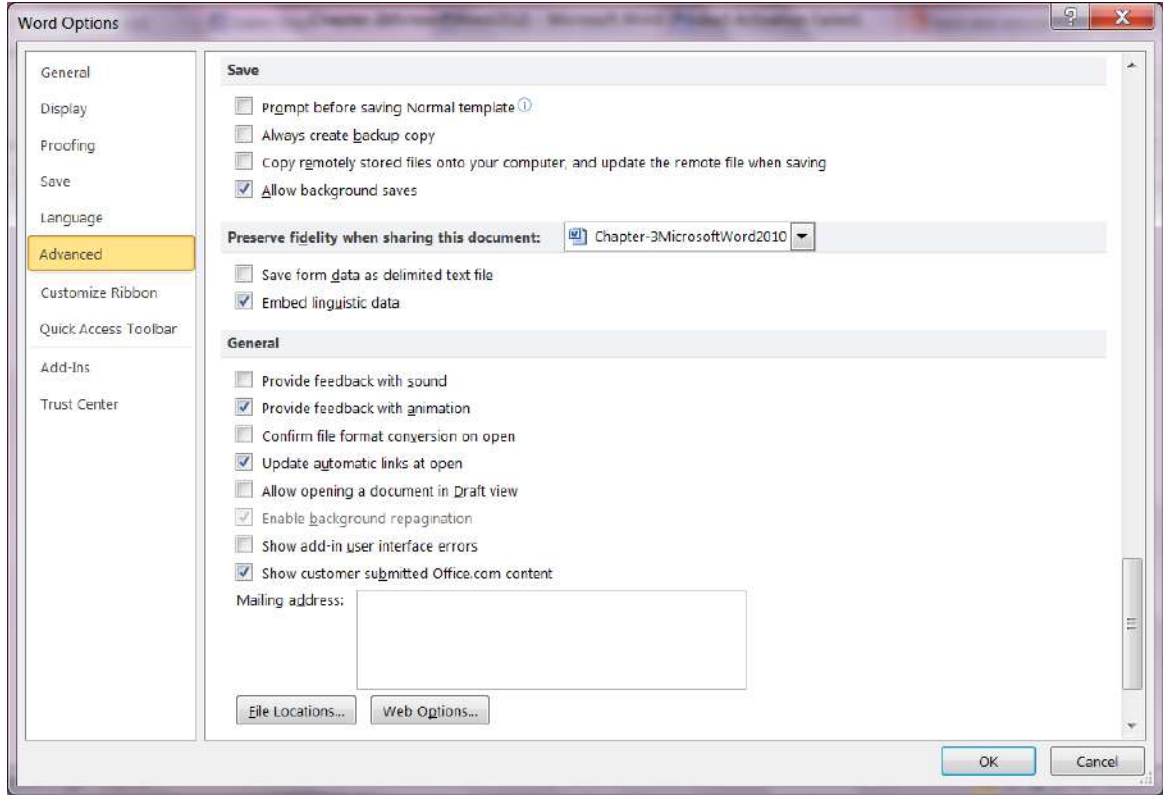 Word Options
General
Display
Proofing
Save
Language
Advanced
Customize Ribbon
Quick Access Toolbar
Add-Ins
Trust Center
Save
Prompt before saving Normal template
Always create backup copy
Copy remotely stored files onto your computer, and update the remote file when saving
Allow background saves
Preserve fidelity when sharing this document: Chapter-3MicrosoftWord2010
Save form data as delimited text file
Embed linguistic data
General
Provide feedback with sound
Provide feedback with animation
Confirm file format conversion on open
Update automatic links at open
Allow opening a document in Draft view
Enable background repagination
Show add-in user interface errors
Show customer submitted Office.com content
Mailing address:
File Locations... Web Options...
OK Cancel